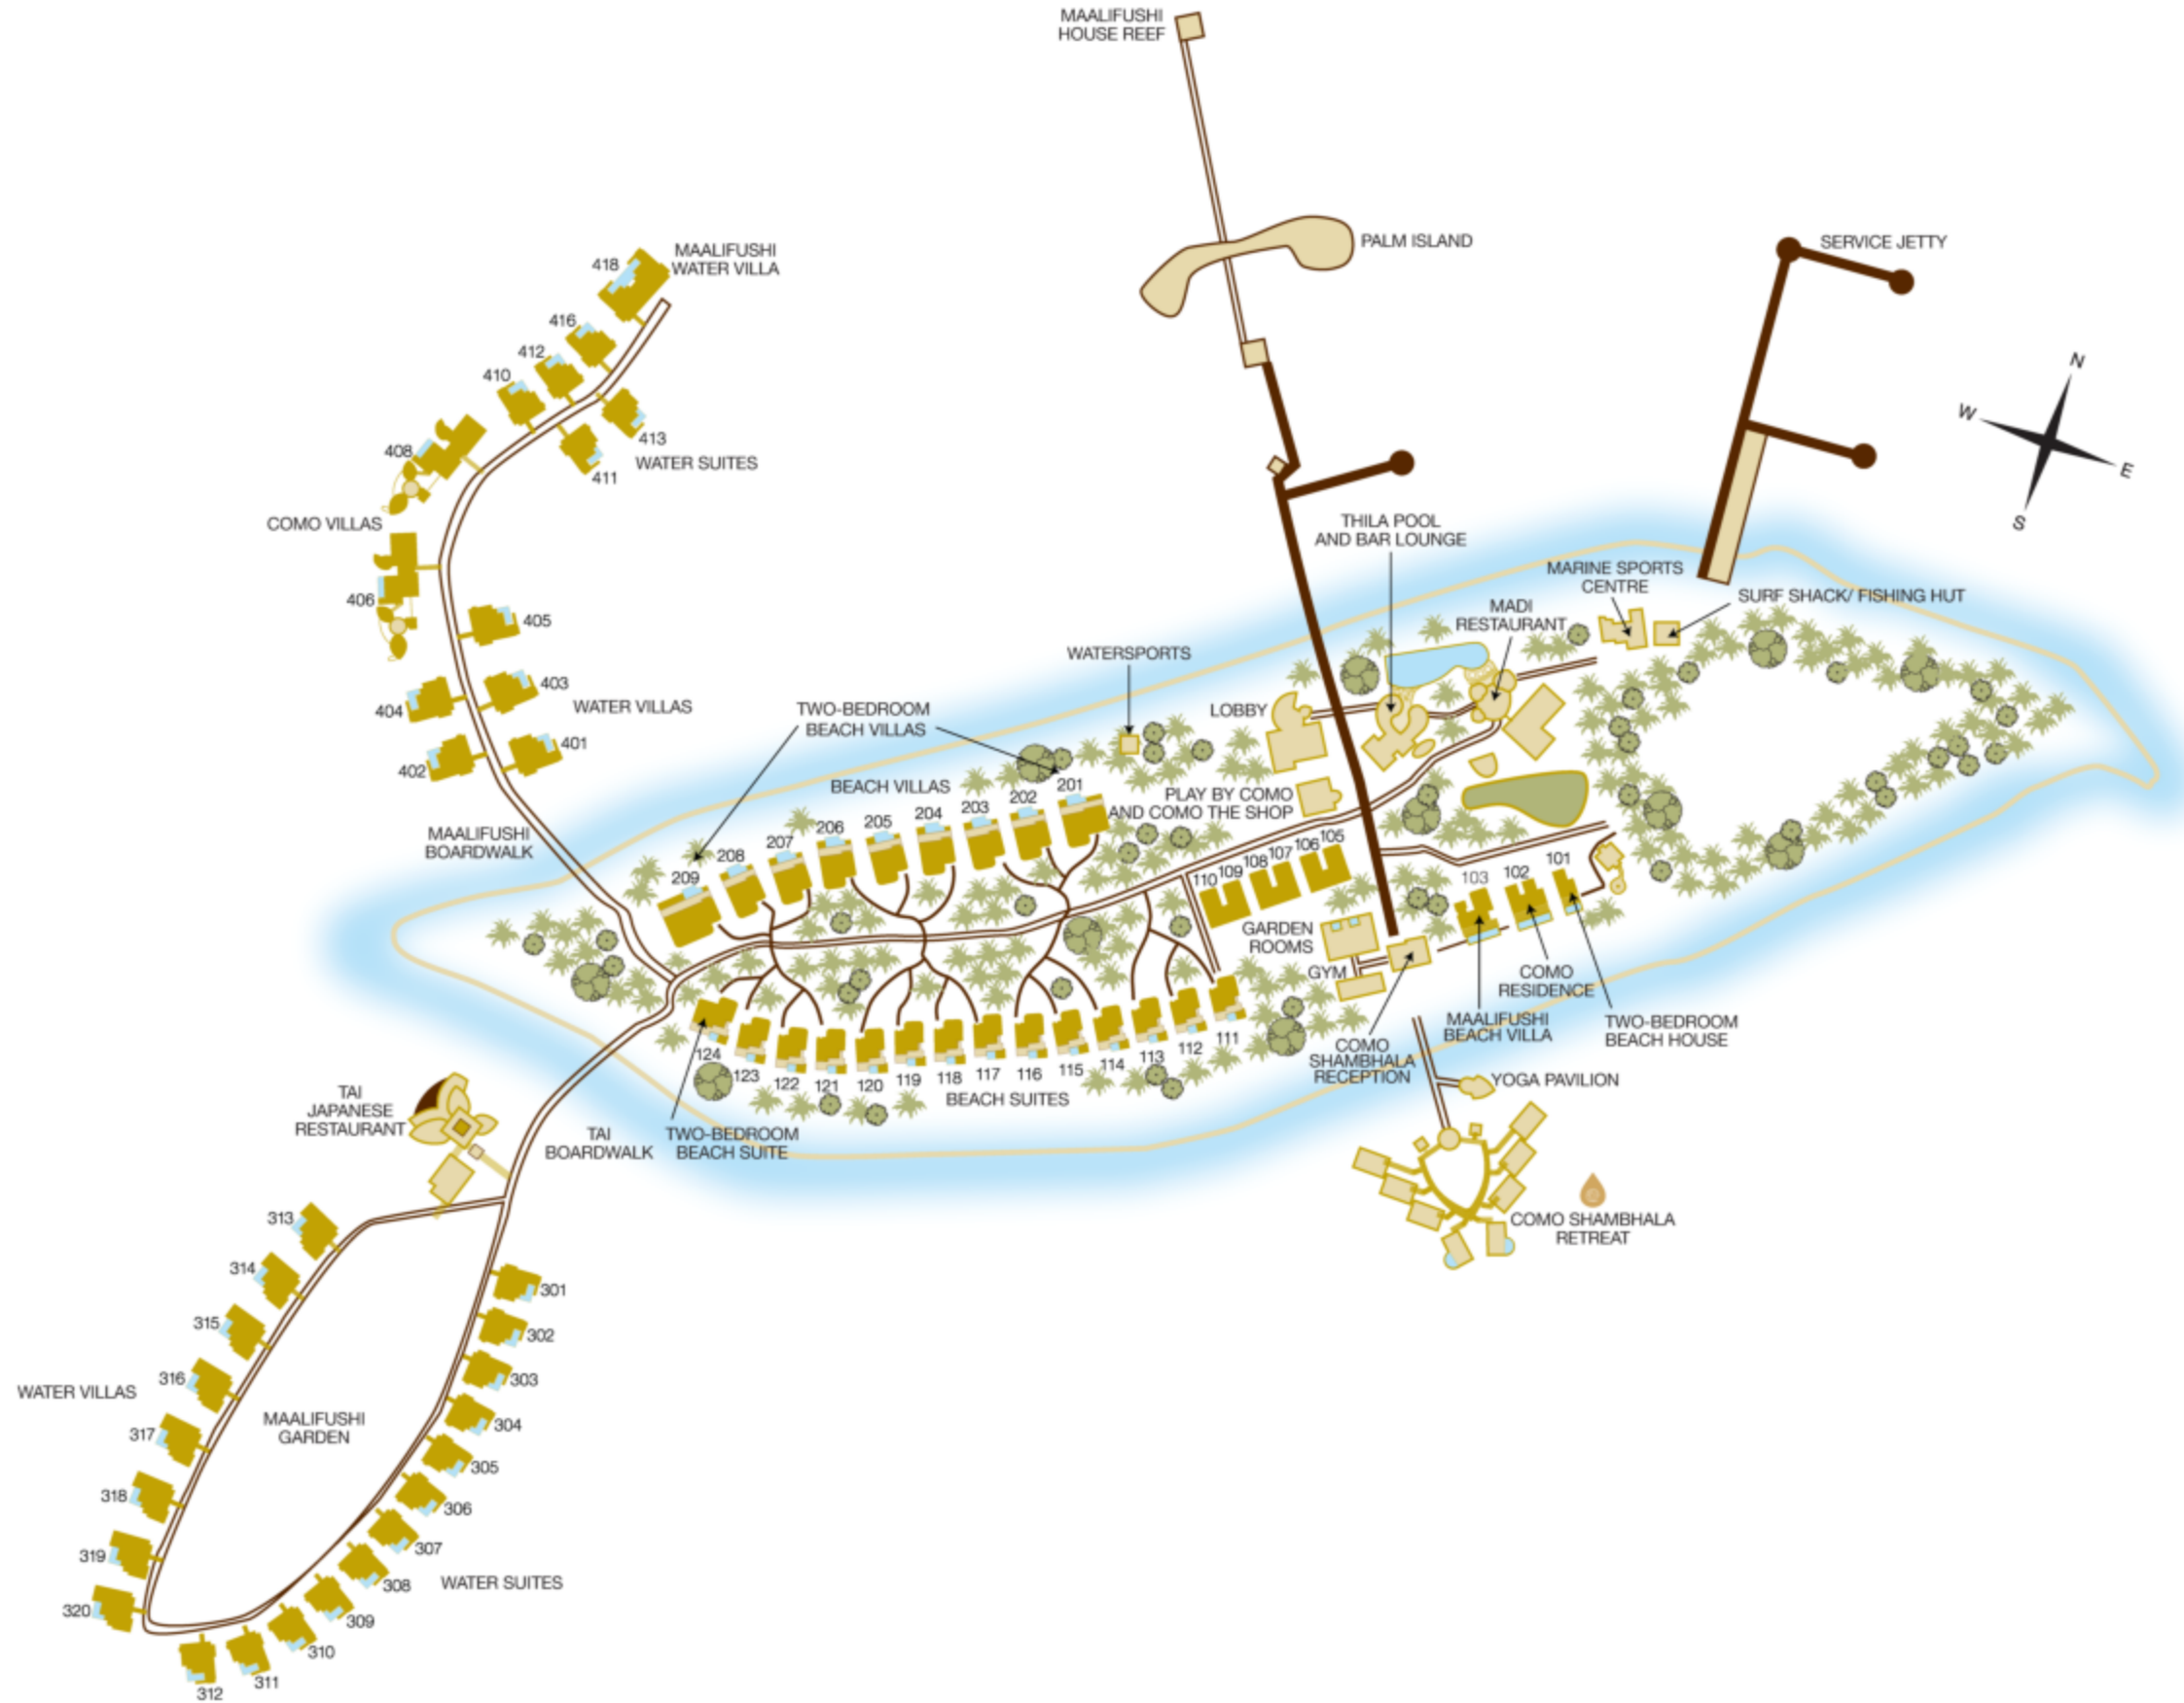 MAALIFUSHI
HOUSE REEF
PALM ISLAND
SERVICE JETTY
N
W
E
S
MAALIFUSHI
WATER VILLA
418
416
412
410
413
411
WATER SUITES
408
COMO VILLAS
406
405
403
404
WATER VILLAS
401
402
MAALIFUSHI
BOARDWALK
THILA POOL
AND BAR LOUNGE
MARINE SPORTS
CENTRE
SURF SHACK/ FISHING HUT
MADI
RESTAURANT
WATERSPORTS
LOBBY
TWO-BEDROOM
BEACH VILLAS
BEACH VILLAS
PLAY BY COMO
AND COMO THE SHOP
201
202
203
204
205
206
207
208
209
105
106
107
108
109
110
101
102
103
GARDEN
ROOMS
GYM
COMO
RESIDENCE
MAALIFUSHI
BEACH VILLA
TWO-BEDROOM
BEACH HOUSE
COMO
SHAMBHALA
RECEPTION
111
112
113
114
115
116
117
118
119
120
121
122
123
124
BEACH SUITES
TWO-BEDROOM
BEACH SUITE
TAI
BOARDWALK
TAI
JAPANESE
RESTAURANT
YOGA PAVILION
COMO SHAMBHALA
RETREAT
313
314
315
316
317
318
319
320
WATER VILLAS
MAALIFUSHI
GARDEN
301
302
303
304
305
306
307
308
309
310
311
312
WATER SUITES